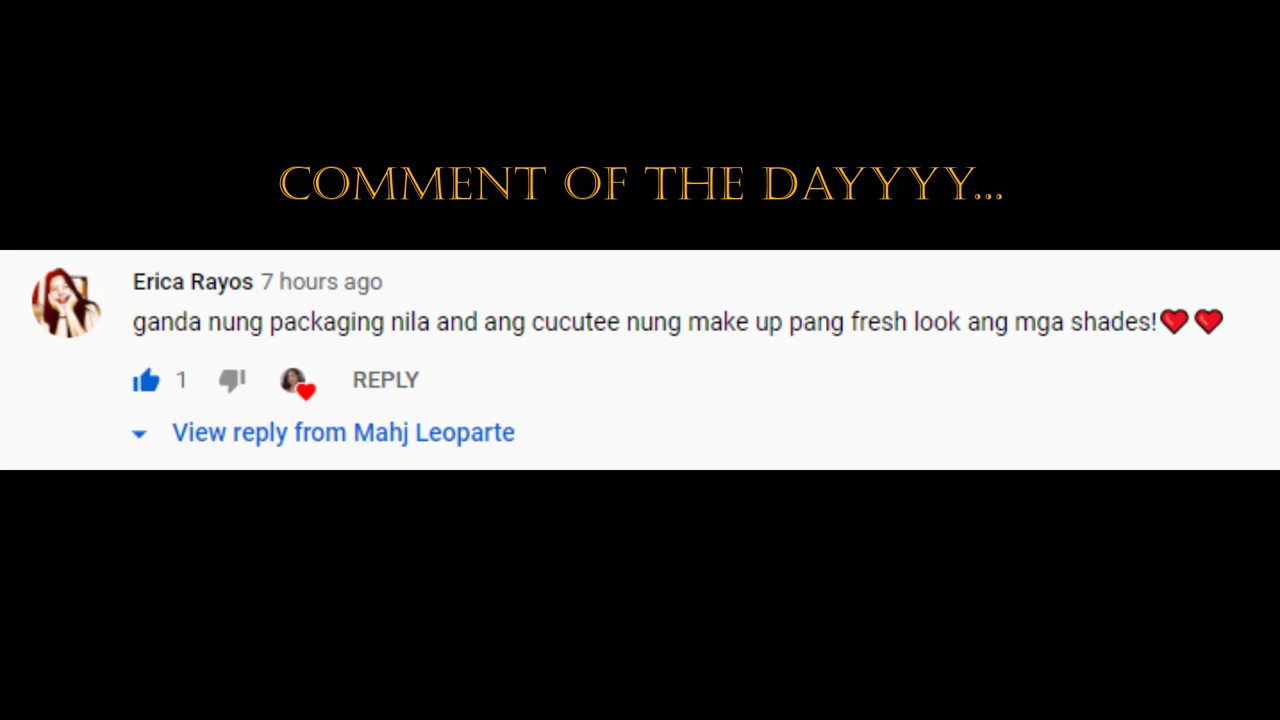 COMMENT OF THE DAYYYY...
Erica Rayos 7 hours ago
ganda nung packaging nila and ang cucutee nung make up pang fresh look ang mga shades!❤❤
1 REPLY
View reply from Mahj Leoparte